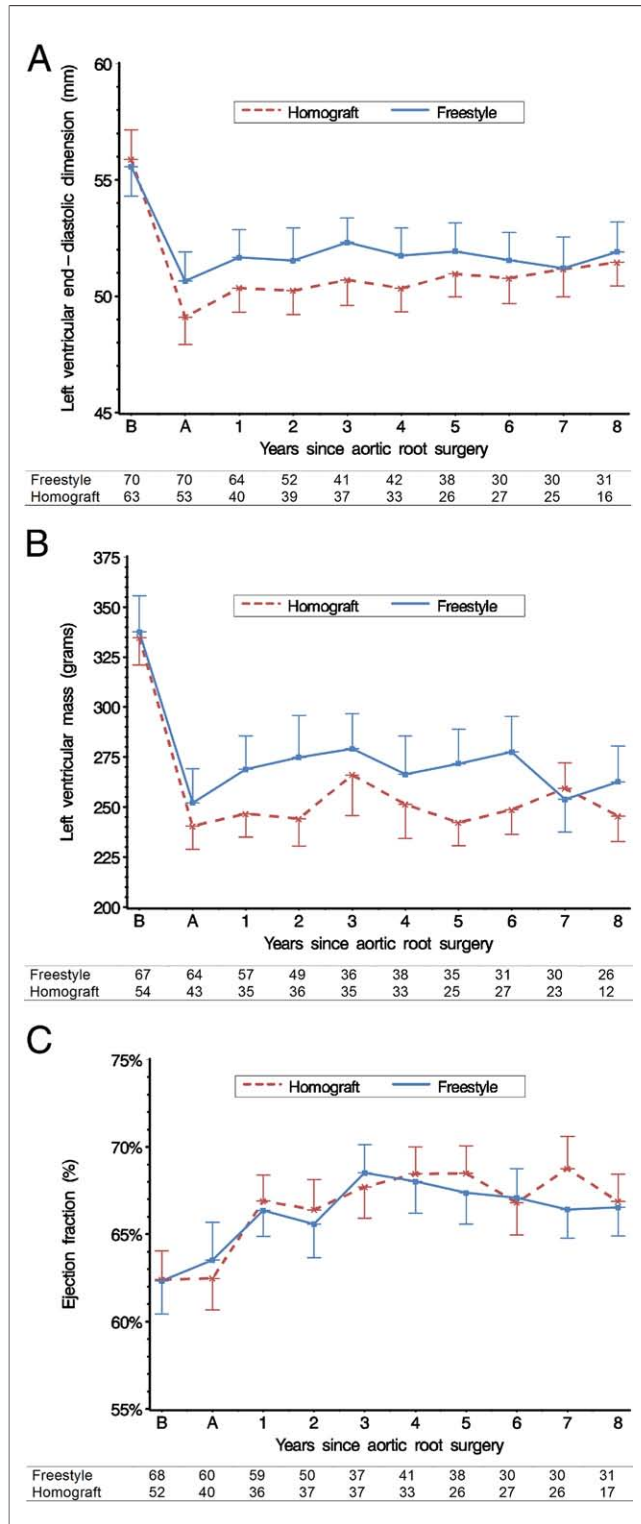 A
Left ventricular end-diastolic dimension (mm)
60
55
50
45
Homograft Freestyle
B A 1 2 3 4 5 6 7 8
Years since aortic root surgery
Freestyle 70 70 64 52 41 42 38 30 30 31
Homograft 63 53 40 39 37 33 26 27 25 16
B
Left ventricular mass (grams)
375
350
325
300
275
250
225
200
Homograft Freestyle
B A 1 2 3 4 5 6 7 8
Years since aortic root surgery
Freestyle 67 64 57 49 36 38 35 31 30 26
Homograft 54 43 35 36 35 33 25 27 23 12
C
Ejection fraction (%)
75%
70%
65%
60%
55%
Homograft Freestyle
B A 1 2 3 4 5 6 7 8
Years since aortic root surgery
Freestyle 68 60 59 50 37 41 38 30 30 31
Homograft 52 40 36 37 37 33 26 27 26 17